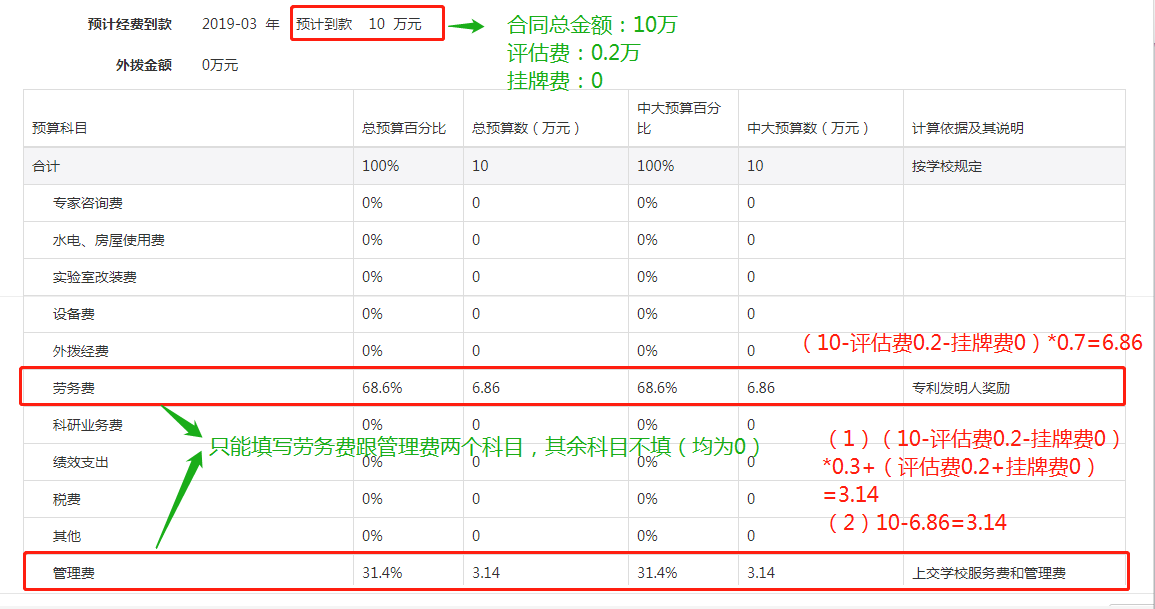 预计经费到款 2019-03 年 预计到款 10 万元
合同总金额：10万
评估费：0.2万
挂牌费：0
外拨金额 0万元
预算科目 总预算百分比 总预算数（万元） 中大预算百分比 中大预算数（万元） 计算依据及其说明
合计 100% 10 100% 10 按学校规定
专家咨询费 0% 0 0% 0
水电、房屋使用费 0% 0 0% 0
实验室改装费 0% 0 0% 0
设备费 0% 0 0% 0
外拨经费 0% 0 0% 0
（10-评估费0.2-挂牌费0）*0.7=6.86
劳务费 68.6% 6.86 68.6% 6.86 专利发明人奖励
科研业务费 0% 0 0% 0
只能填写劳务费跟管理费两个科目，其余科目不填（均为0）
绩效支出 0% 0 0% 0
税费 0% 0 0% 0
其他 0% 0 0% 0
（1）（10-评估费0.2-挂牌费0）
*0.3+（评估费0.2+挂牌费0）
=3.14
（2）10-6.86=3.14
管理费 31.4% 3.14 31.4% 3.14 上交学校服务费和管理费